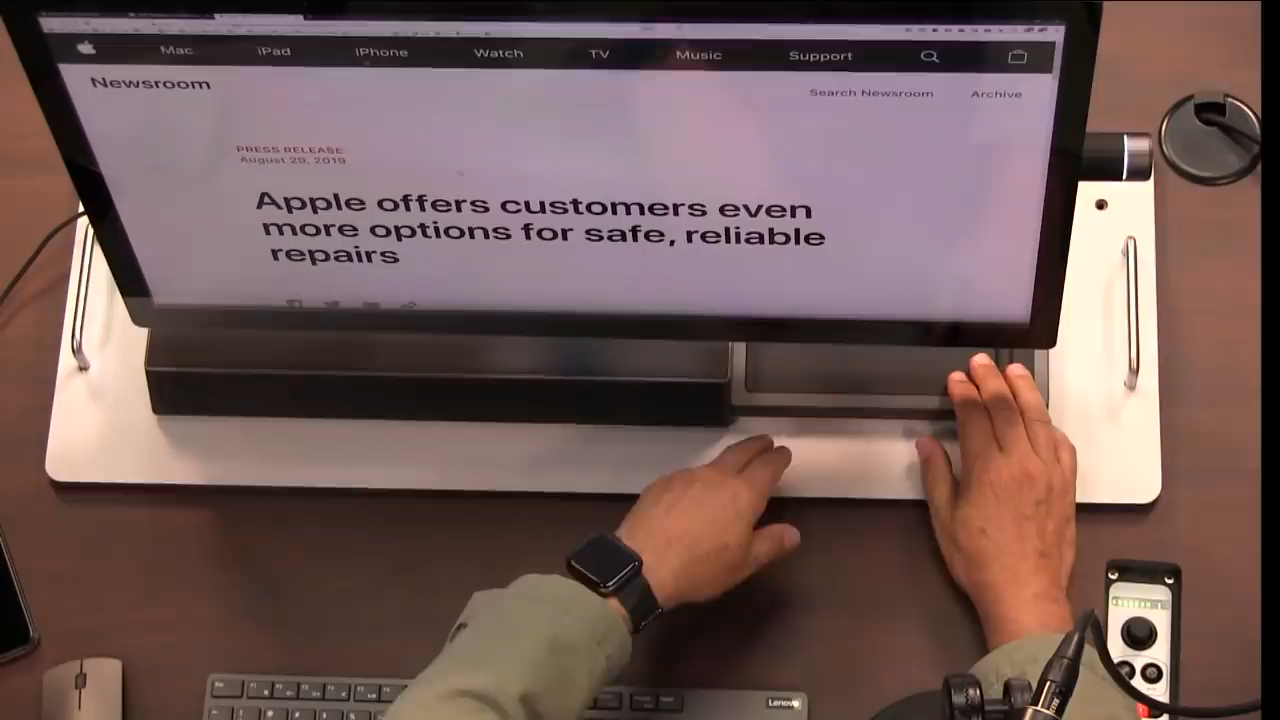 Mac iPad iPhone Watch TV Music Support
Newsroom
Search Newsroom Archive
PRESS RELEASE
August 29, 2019
Apple offers customers even
more options for safe, reliable
repairs
Lenovo